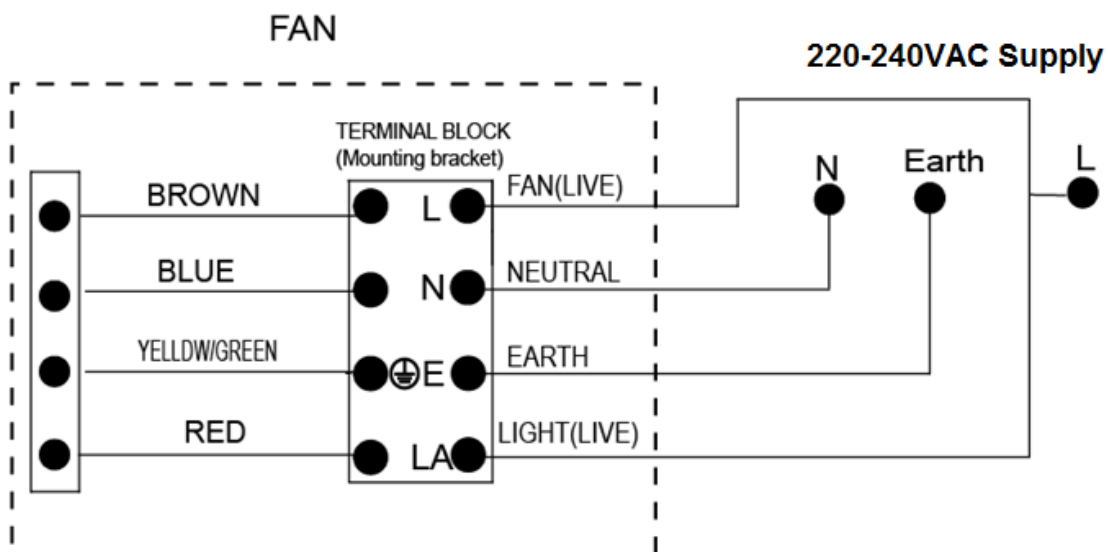 FAN
220-240VAC Supply
TERMINAL BLOCK
(Mounting bracket)
BROWN
L
FAN(LIVE)
N
Earth
L
BLUE
N
NEUTRAL
YELLDW/GREEN
E
EARTH
RED
LA
LIGHT(LIVE)